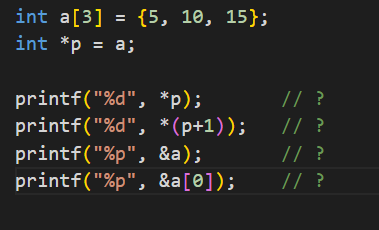 int a[3] = {5, 10, 15};
int *p = a;
printf("%d", *p);        // ?
printf("%d", *(p+1));    // ?
printf("%p", &a);        // ?
printf("%p", &a[0]);     // ?